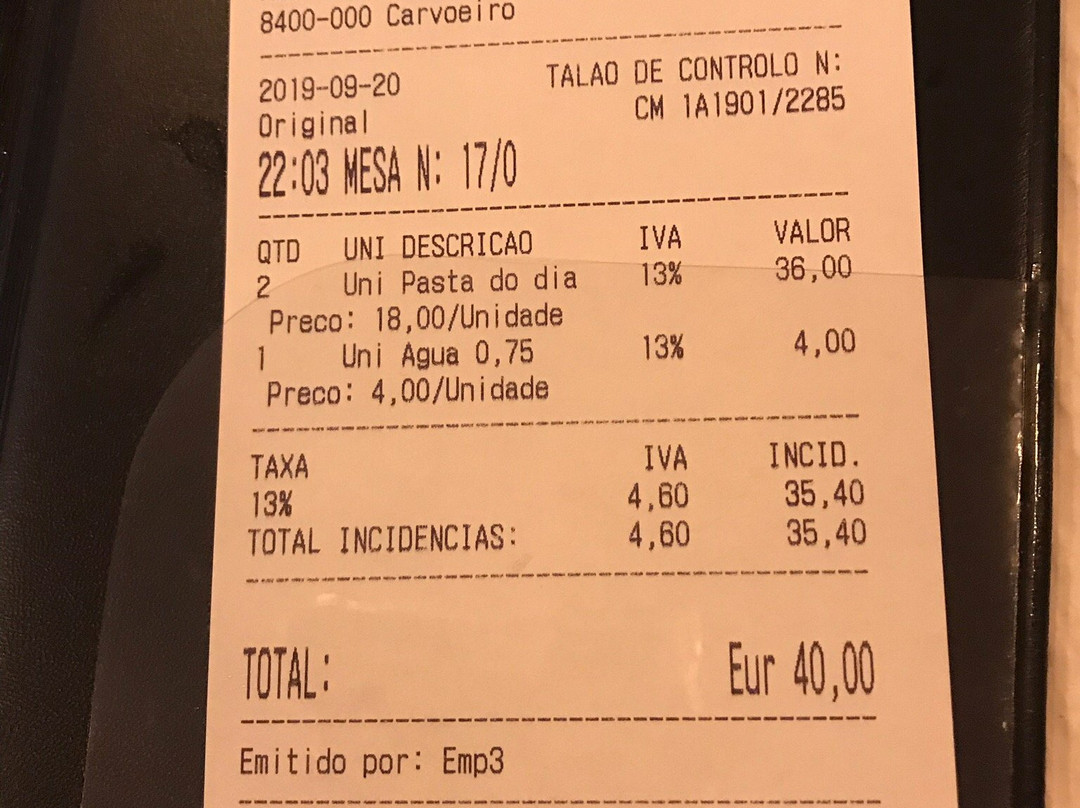 8400-000 Carvoeiro
2019-09-20 TALAO DE CONTROLO N:
Original CM 1A1901/2285
22:03 MESA N: 17/0
QTD UNI DESCRICAO IVA VALOR
2 Uni Pasta do dia 13% 36,00
Preco: 18,00/Unidade
1 Uni Agua 0,75 13% 4,00
Preco: 4,00/Unidade
TAXA IVA INCID.
13% 4,60 35,40
TOTAL INCIDENCIAS: 4,60 35,40
TOTAL: Eur 40,00
Emitido por: Emp3